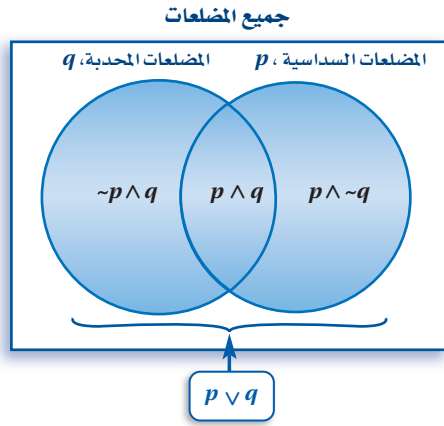 جميع المضلعات
المضلعات السداسية ، p
المضلعات المحدبة، q
~p ∧ q
p ∧ q
p ∧ ~q
p ∨ q